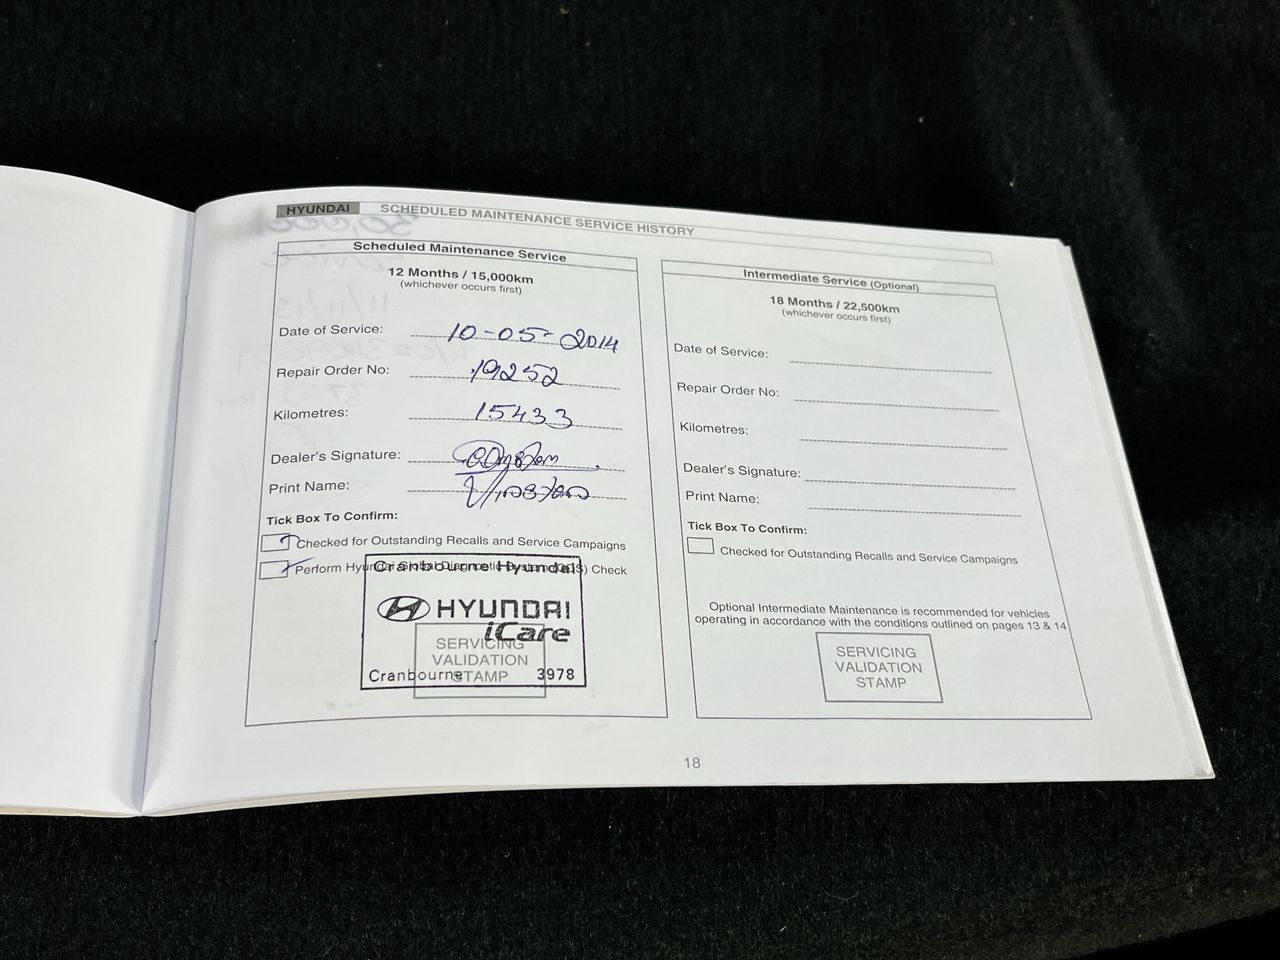 HYUNDAI SCHEDULED MAINTENANCE SERVICE HISTORY
Scheduled Maintenance Service
12 Months / 15,000km
(whichever occurs first)
Date of Service: 10-05-2014
Repair Order No: 19252
Kilometres: 15433
Dealer's Signature:
Print Name:
Tick Box To Confirm:
Checked for Outstanding Recalls and Service Campaigns
Perform Hyundai Global Diagnostic System (GDS) Check
Cranbourne Hyundai
HYUNDAI
iCare
SERVICING
VALIDATION
STAMP
Cranbourne 3978
Intermediate Service (Optional)
18 Months / 22,500km
(whichever occurs first)
Date of Service:
Repair Order No:
Kilometres:
Dealer's Signature:
Print Name:
Tick Box To Confirm:
Checked for Outstanding Recalls and Service Campaigns
Optional Intermediate Maintenance is recommended for vehicles
operating in accordance with the conditions outlined on pages 13 & 14
SERVICING
VALIDATION
STAMP
18